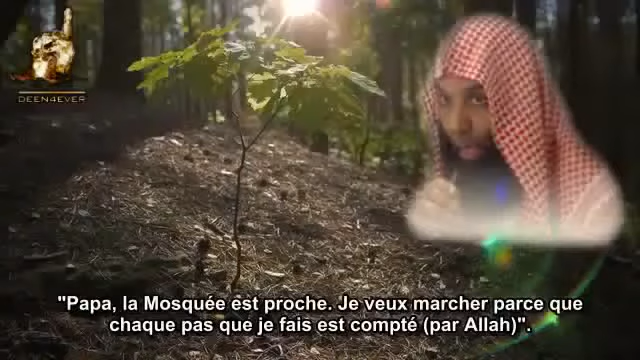 DEEN4EVER
"Papa, la Mosquée est proche. Je veux marcher parce que
chaque pas que je fais est compté (par Allah)".